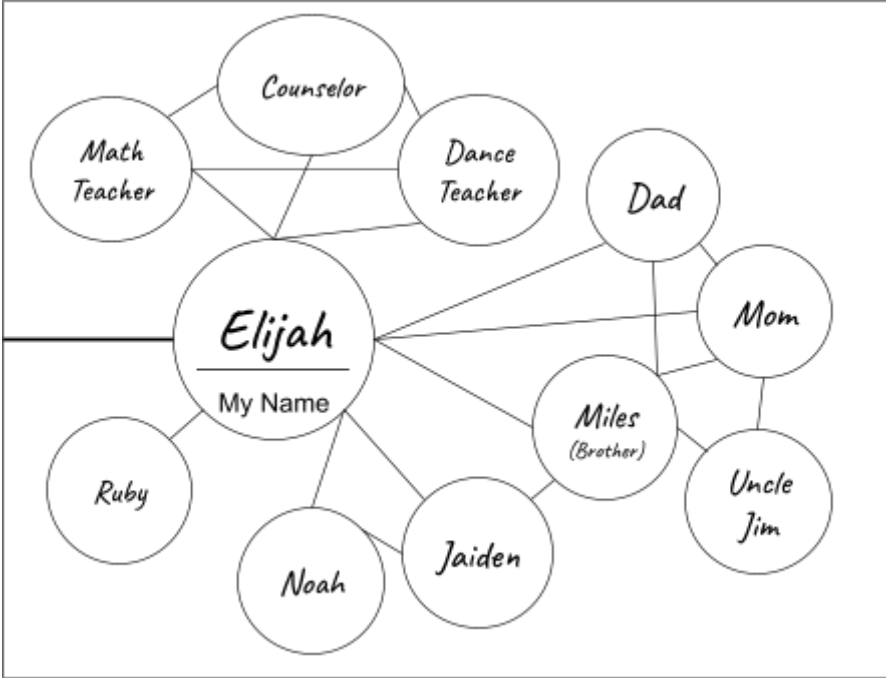 Counselor
Math
Teacher
Dance
Teacher
Dad
Elijah
My Name
Mom
Miles
(Brother)
Ruby
Noah
Jaiden
Uncle
Jim